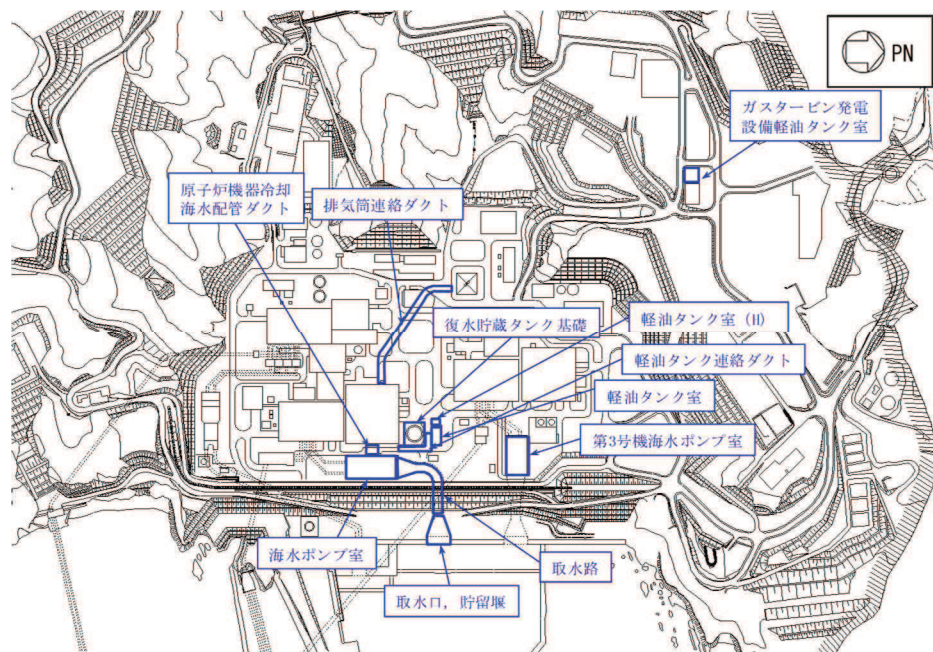 PN
ガスタービン発電
設備軽油タンク室
原子炉機器冷却
海水配管ダクト
排気筒連絡ダクト
復水貯蔵タンク基礎
軽油タンク室(H)
軽油タンク連絡ダクト
軽油タンク室
第3号機海水ポンプ室
海水ポンプ室
取水路
取水口,貯留堰